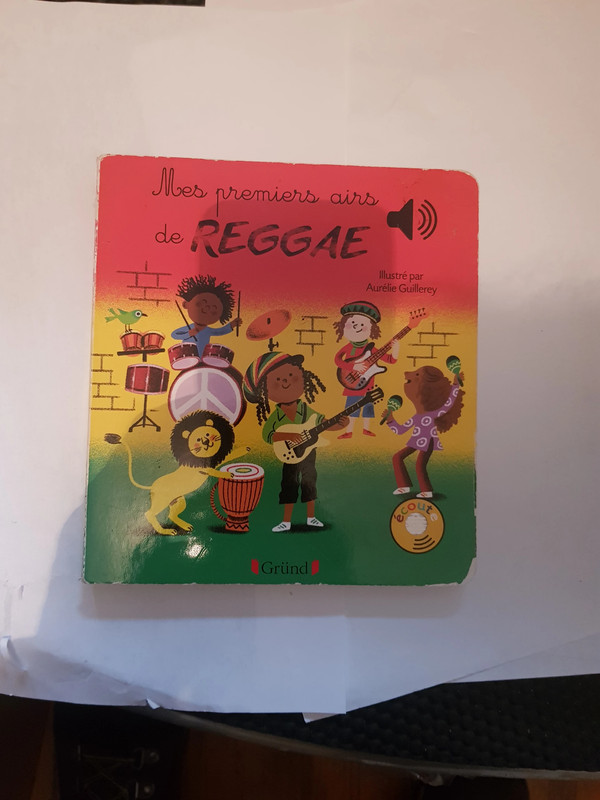 Mes premiers airs
de REGGAE
Illustré par
Aurélie Guillerey
écoute
Gründ